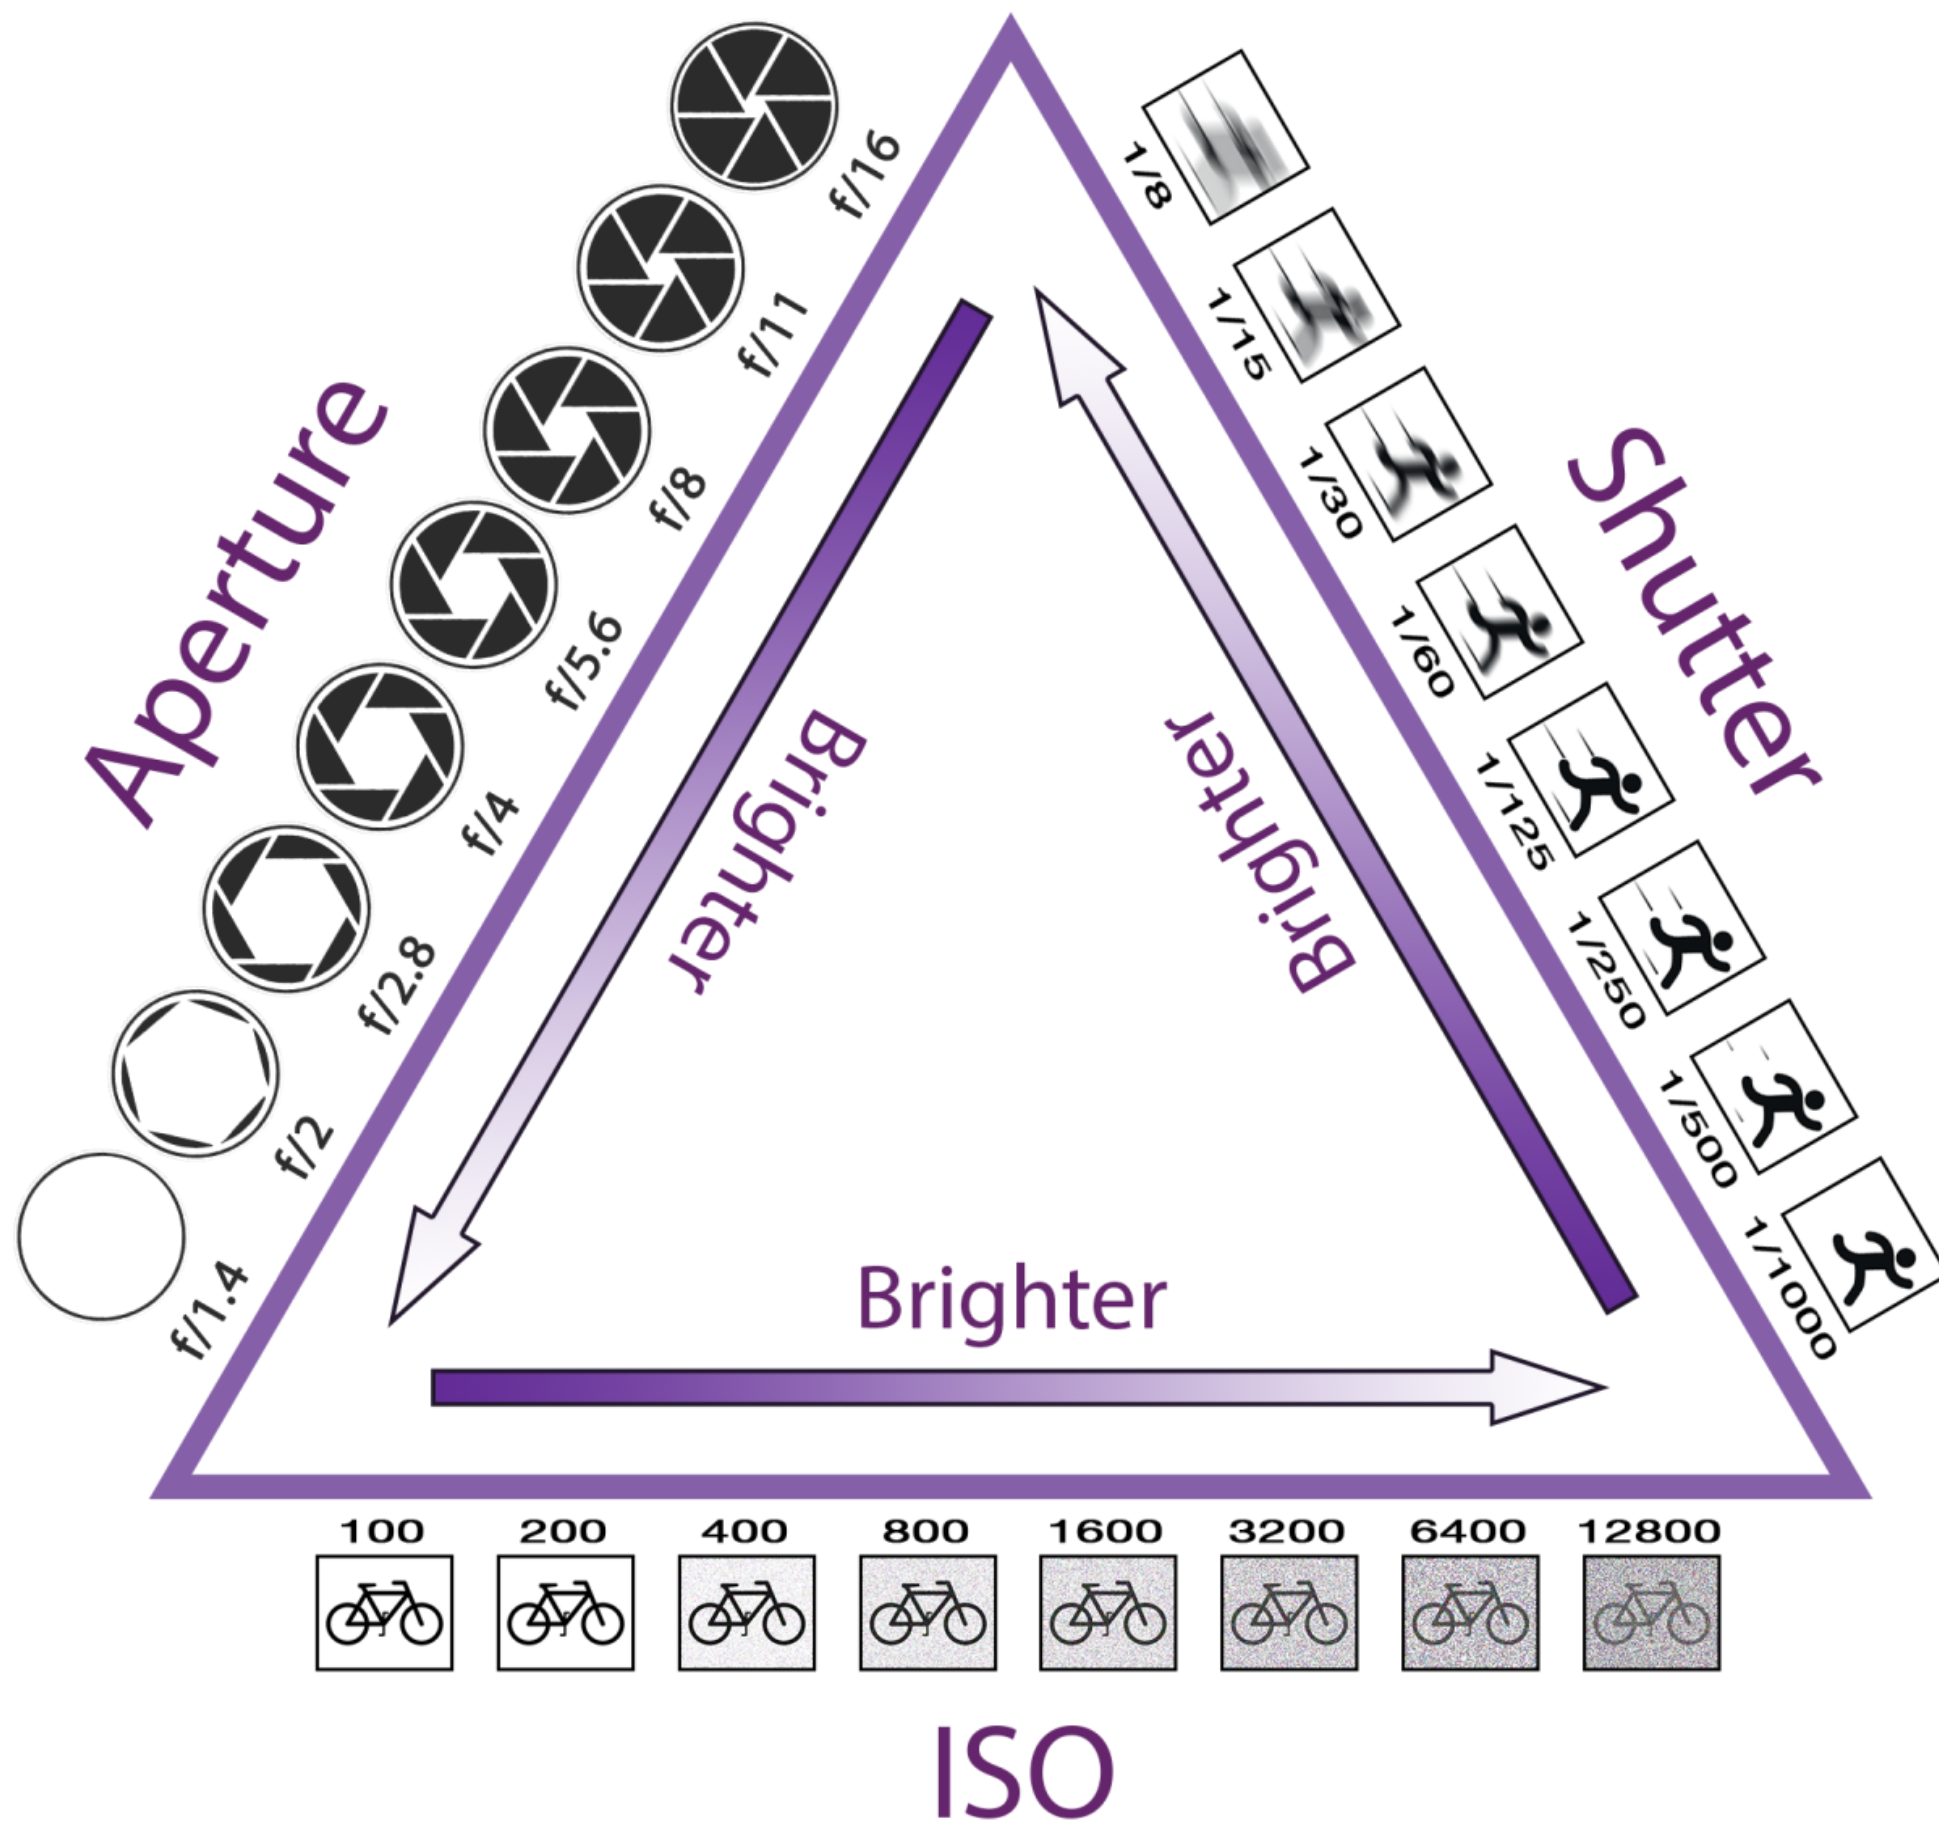 Aperture
f/16
f/11
f/8
f/5.6
f/4
f/2.8
f/2
f/1.4
Shutter
1/8
1/15
1/30
1/60
1/125
1/250
1/500
1/1000
Brighter
Brighter
Brighter
100 200 400 800 1600 3200 6400 12800
ISO